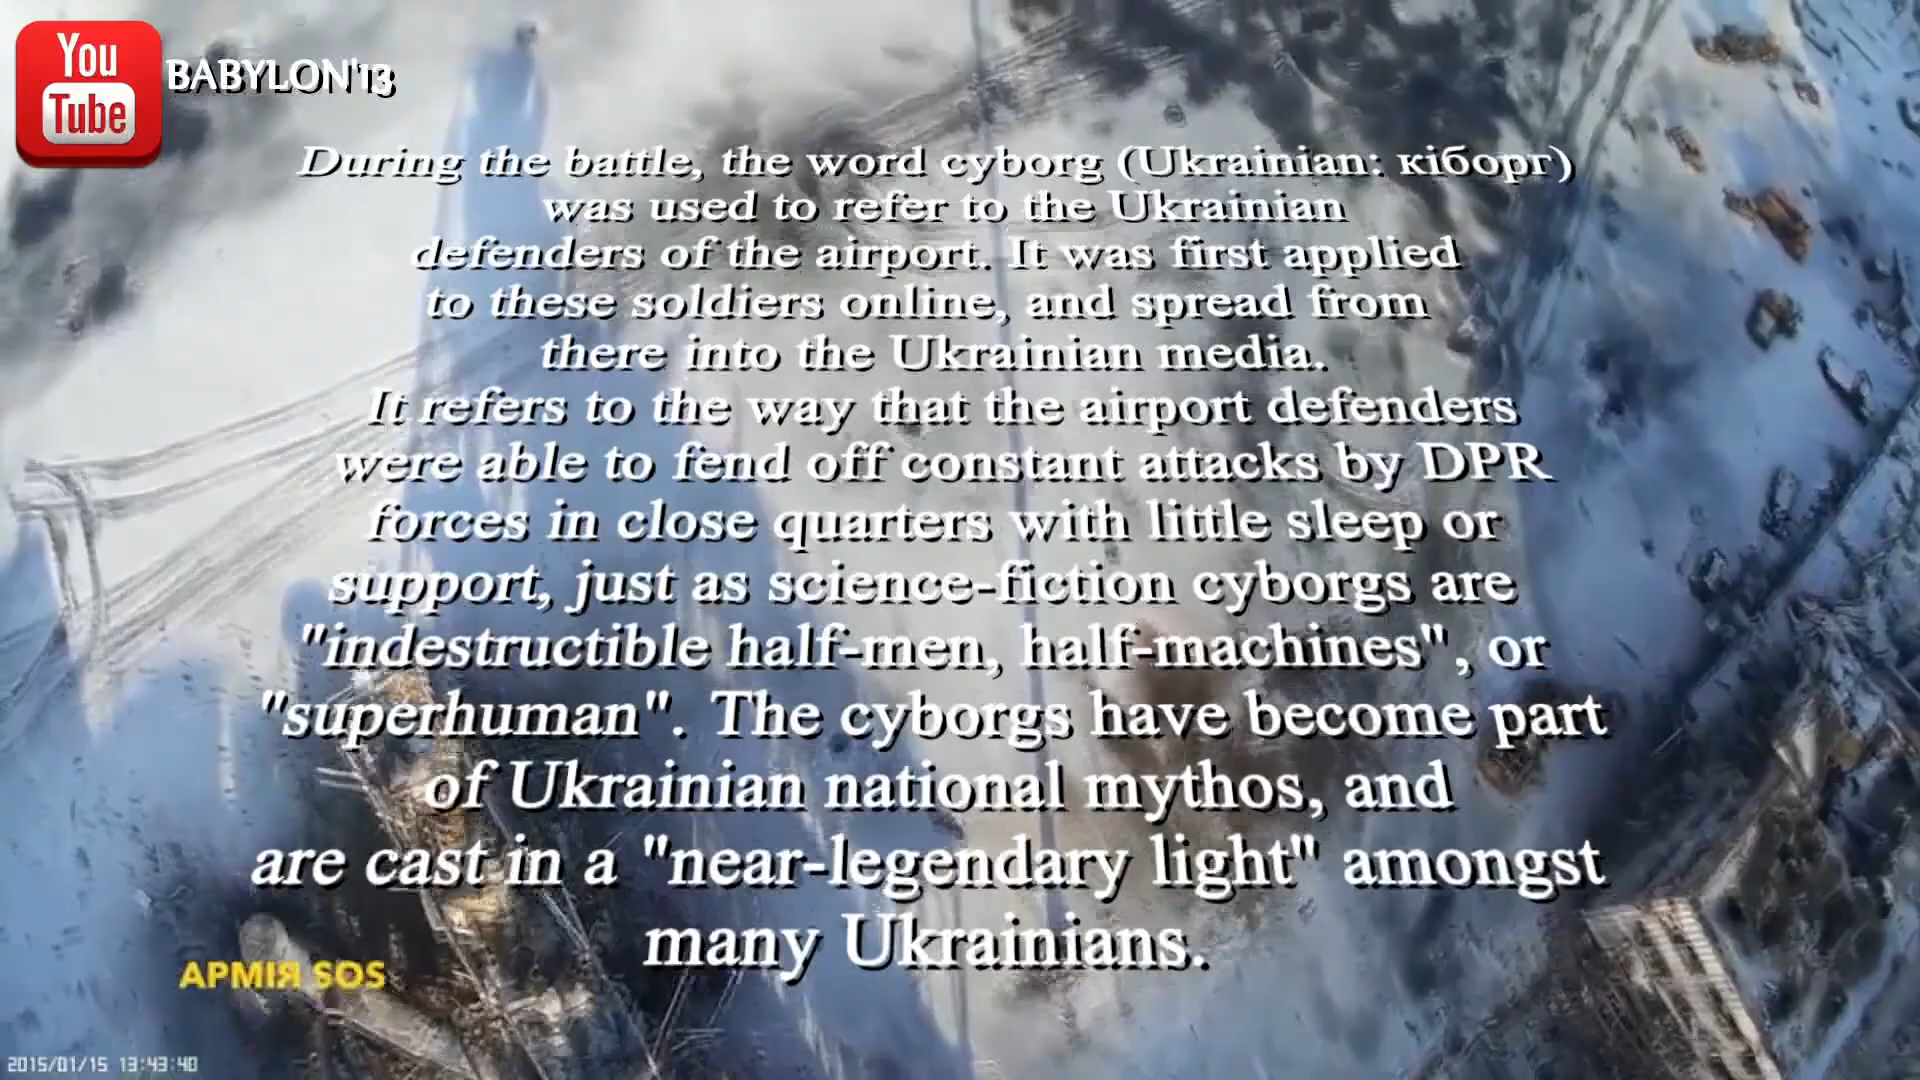 You
Tube
BABYLON'13
During the battle, the word cyborg (Ukrainian: кіборг)
was used to refer to the Ukrainian
defenders of the airport. It was first applied
to these soldiers online, and spread from
there into the Ukrainian media.
It refers to the way that the airport defenders
were able to fend off constant attacks by DPR
forces in close quarters with little sleep or
support, just as science-fiction cyborgs are
"indestructible half-men, half-machines", or
"superhuman". The cyborgs have become part
of Ukrainian national mythos, and
are cast in a "near-legendary light" amongst
many Ukrainians.
АРМІЯ SOS
2015/01/15 13:43:40